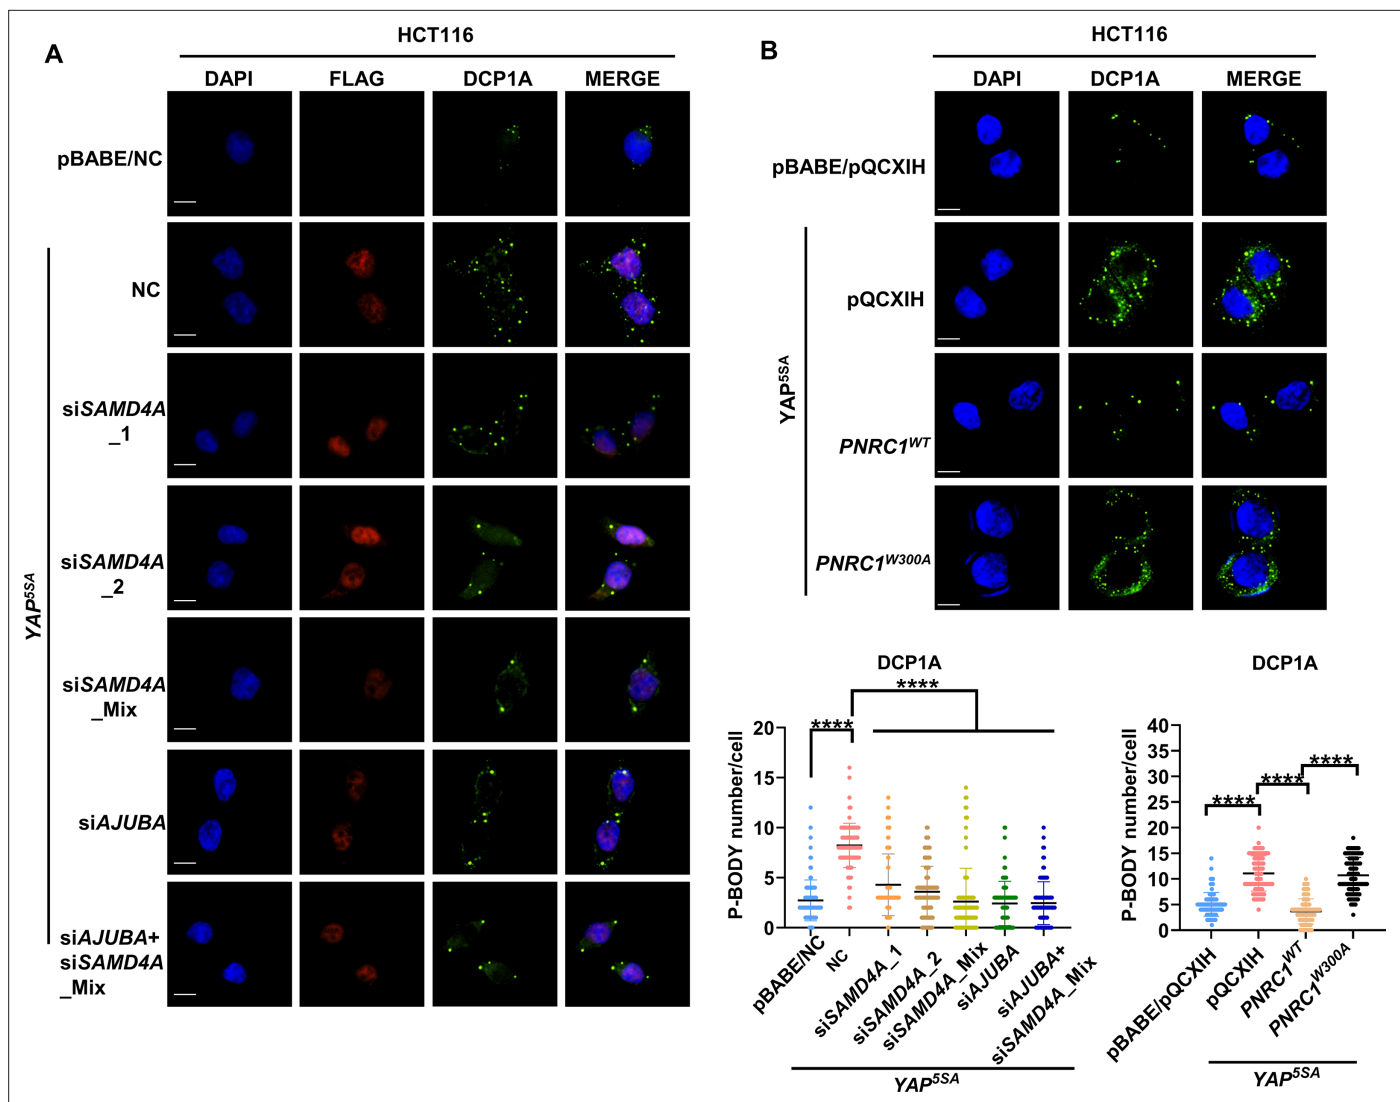 A
HCT116
DAPI FLAG DCP1A MERGE
pBABE/NC
NC
siSAMD4A
_1
siSAMD4A
_2
siSAMD4A
_Mix
siAJUBA
siAJUBA+
siSAMD4A
_Mix
YAP5SA
B
HCT116
DAPI DCP1A MERGE
pBABE/pQCXIH
pQCXIH
PNRC1WT
PNRC1W300A
YAP5SA
DCP1A
****
****
P-BODY number/cell
20
15
10
5
0
pBABE/NC
NC
siSAMD4A_1
siSAMD4A_2
siSAMD4A_Mix
siAJUBA
siAJUBA+
siSAMD4A_Mix
YAP5SA
DCP1A
****
****
****
P-BODY number/cell
40
35
30
25
20
15
10
5
0
pBABE/pQCXIH
pQCXIH
PNRC1WT
PNRC1W300A
YAP5SA